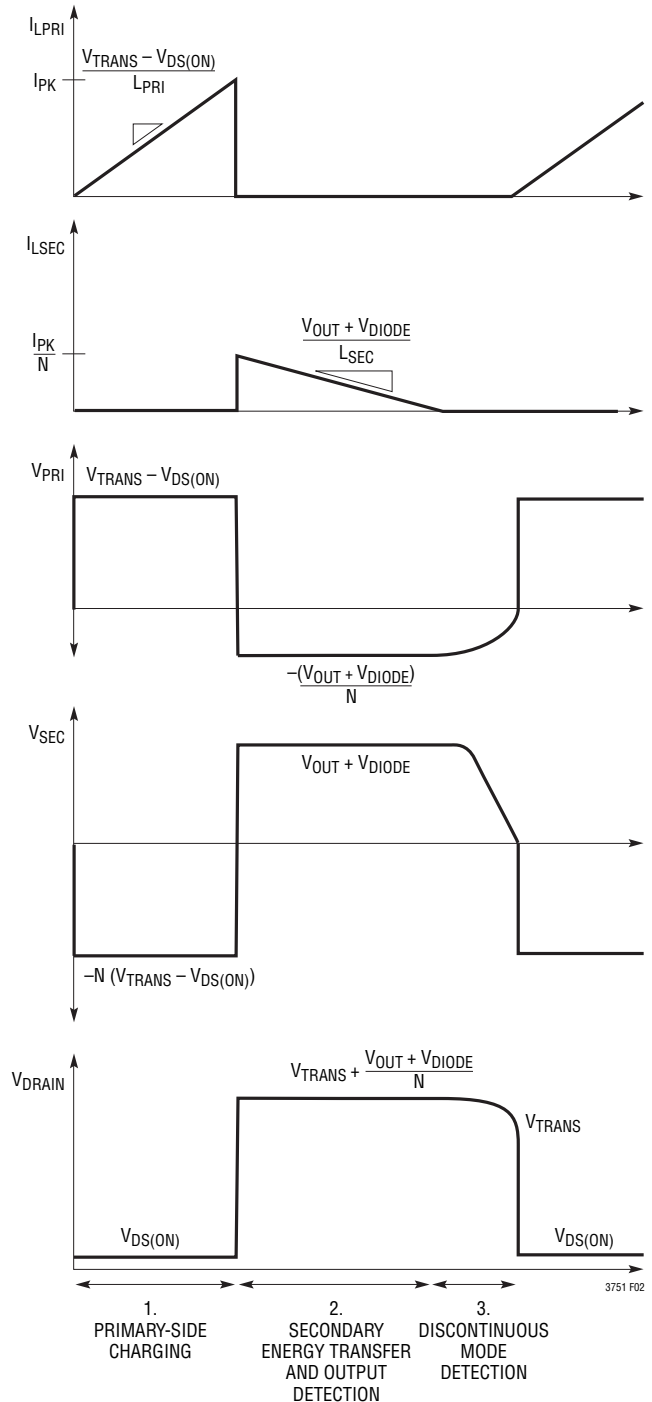 ILPRI
VTRANS – VDS(ON)
LPRI
IPK
ILSEC
IPK
N
VOUT + VDIODE
LSEC
VPRI
VTRANS – VDS(ON)
–(VOUT + VDIODE)
N
VSEC
VOUT + VDIODE
–N (VTRANS – VDS(ON))
VDRAIN
VTRANS + VOUT + VDIODE
N
VTRANS
VDS(ON)
VDS(ON)
3751 F02
1.
PRIMARY-SIDE
CHARGING
2.
SECONDARY
ENERGY TRANSFER
AND OUTPUT
DETECTION
3.
DISCONTINUOUS
MODE
DETECTION